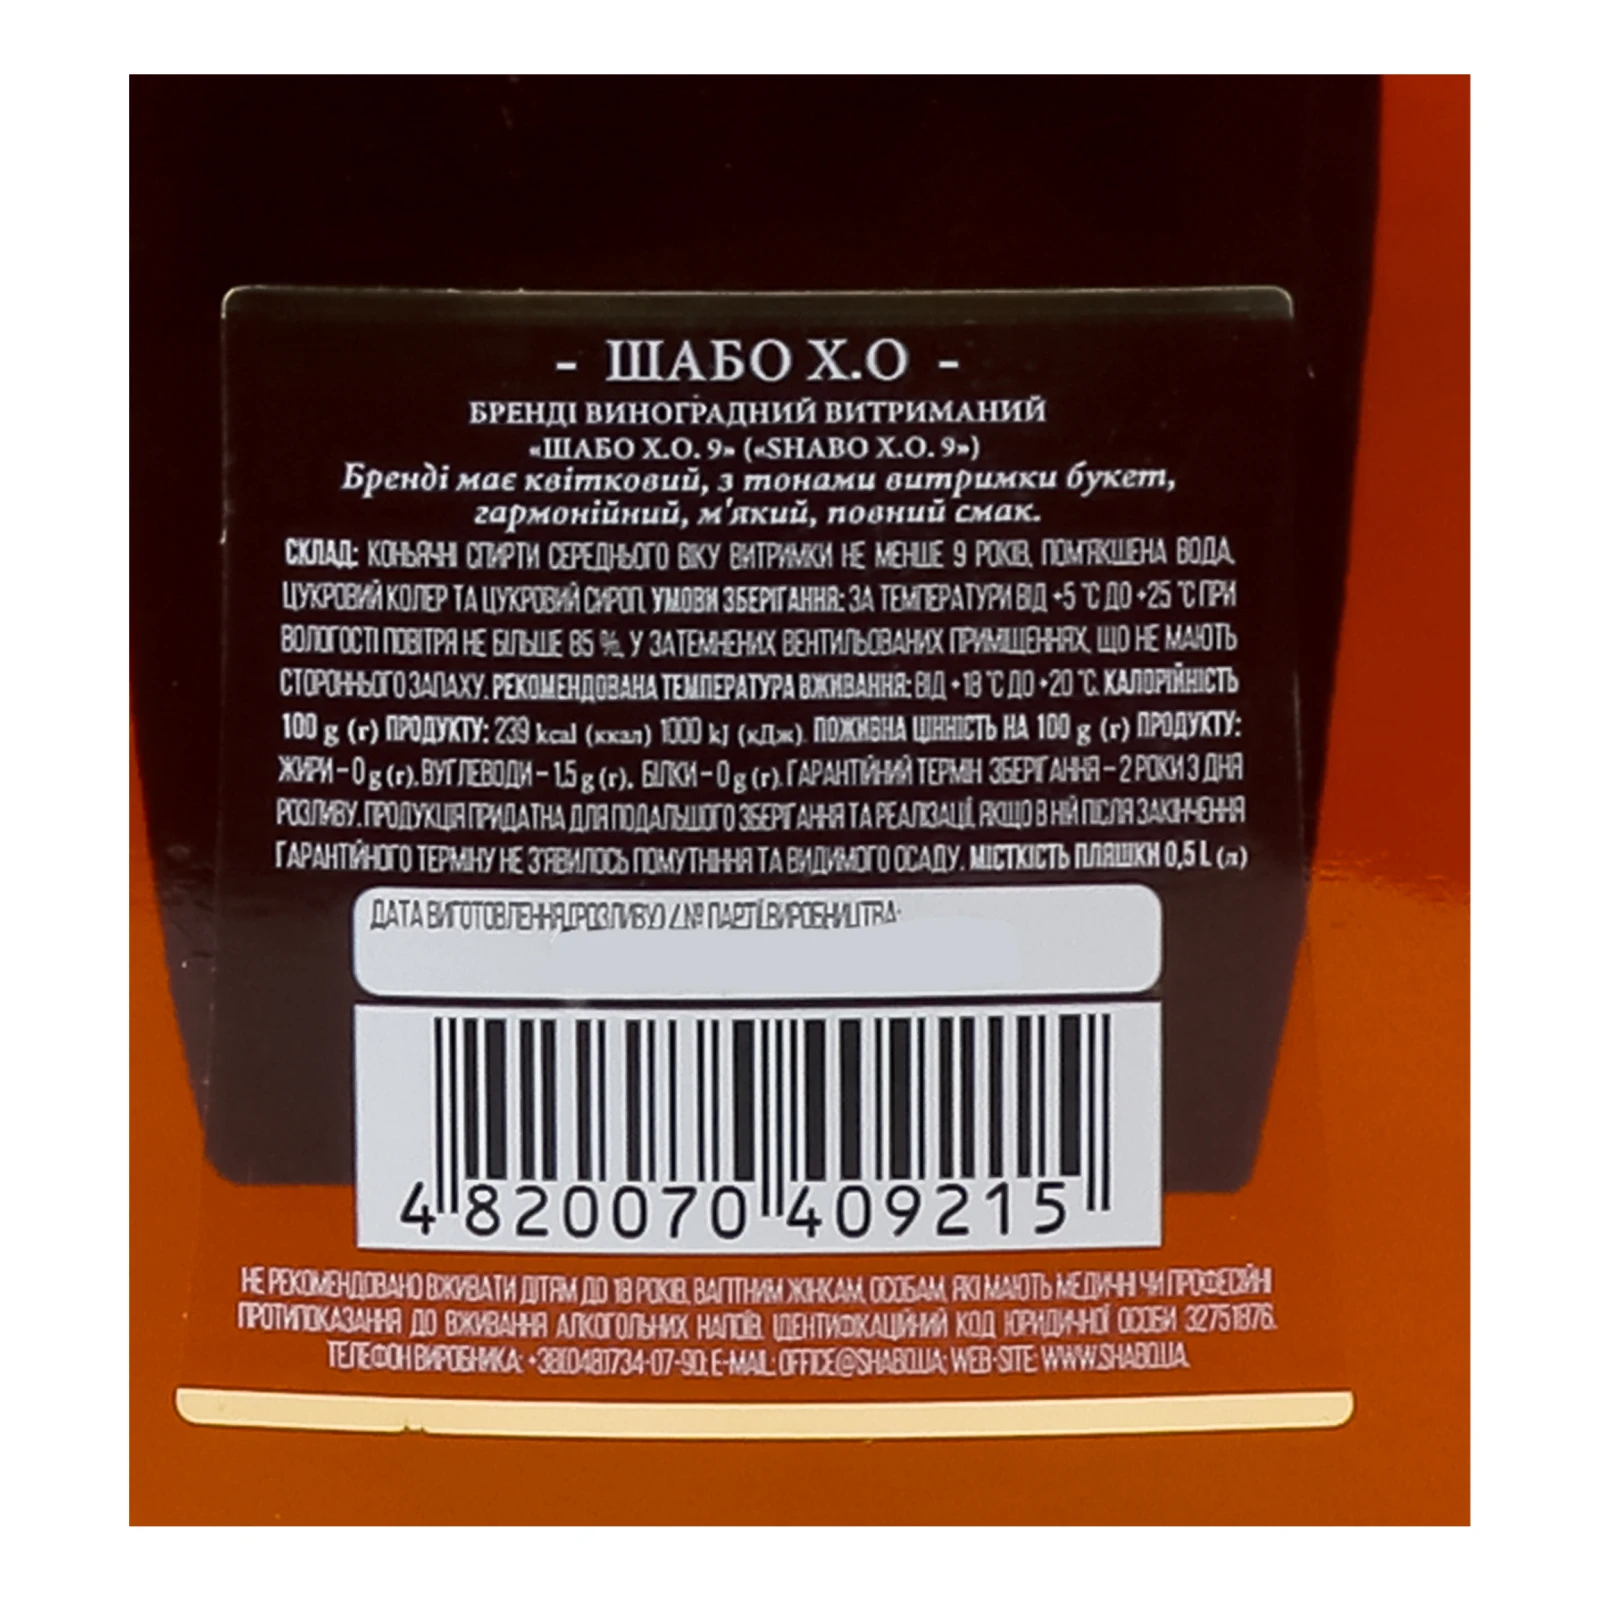 - ШАБО Х.О -
БРЕНДІ ВИНОГРАДНИЙ ВИТРИМАНИЙ
«ШАБО Х.О. 9» («SHABO X.O. 9»)
Бренді має квітковий, з тонами витримки букет,
гармонійний, м'який, повний смак.
СКЛАД: КОНЬЯЧНІ СПИРТИ СЕРЕДНЬОГО ВІКУ ВИТРИМКИ НЕ МЕНШЕ 9 РОКІВ, ПОМ'ЯКШЕНА ВОДА,
ЦУКРОВИЙ КОЛЕР ТА ЦУКРОВИЙ СИРОП. УМОВИ ЗБЕРІГАННЯ: ЗА ТЕМПЕРАТУРИ ВІД +5 °С ДО +25 °С ПРИ
ВОЛОГОСТІ ПОВІТРЯ НЕ БІЛЬШЕ 85 %, У ЗАТЕМНЕНИХ ВЕНТИЛЬОВАНИХ ПРИМІЩЕННЯХ, ЩО НЕ МАЮТЬ
СТОРОННЬОГО ЗАПАХУ. РЕКОМЕНДОВАНА ТЕМПЕРАТУРА ВЖИВАННЯ: ВІД +18 °С ДО +20 °С. КАЛОРІЙНІСТЬ
100 g (г) ПРОДУКТУ: 239 kcal (ккал) 1000 kJ (кДж). ПОЖИВНА ЦІННІСТЬ НА 100 g (г) ПРОДУКТУ:
ЖИРИ – 0 g (г), ВУГЛЕВОДИ – 1,5 g (г), БІЛКИ – 0 g (г). ГАРАНТІЙНИЙ ТЕРМІН ЗБЕРІГАННЯ – 2 РОКИ З ДНЯ
РОЗЛИВУ. ПРОДУКЦІЯ ПРИДАТНА ДЛЯ ПОДАЛЬШОГО ЗБЕРІГАННЯ ТА РЕАЛІЗАЦІЇ, ЯКЩО В НІЙ ПІСЛЯ ЗАКІНЧЕННЯ
ГАРАНТІЙНОГО ТЕРМІНУ НЕ З'ЯВИЛОСЬ ПОМУТНІННЯ ТА ВИДИМОГО ОСАДУ. МІСТКІСТЬ ПЛЯШКИ 0,5 L (л)
ДАТА ВИГОТОВЛЕННЯ (РОЗЛИВУ) / № ПАРТІЇ ВИРОБНИЦТВА:
4 820070 409215
НЕ РЕКОМЕНДОВАНО ВЖИВАТИ ДІТЯМ ДО 18 РОКІВ, ВАГІТНИМ ЖІНКАМ, ОСОБАМ, ЯКІ МАЮТЬ МЕДИЧНІ ЧИ ПРОФЕСІЙНІ
ПРОТИПОКАЗАННЯ ДО ВЖИВАННЯ АЛКОГОЛЬНИХ НАПОЇВ. ІДЕНТИФІКАЦІЙНИЙ КОД ЮРИДИЧНОЇ ОСОБИ 32751876.
ТЕЛЕФОН ВИРОБНИКА: +38(048)734-07-90; E-MAIL: OFFICE@SHABO.UA; WEB-SITE: WWW.SHABO.UA.